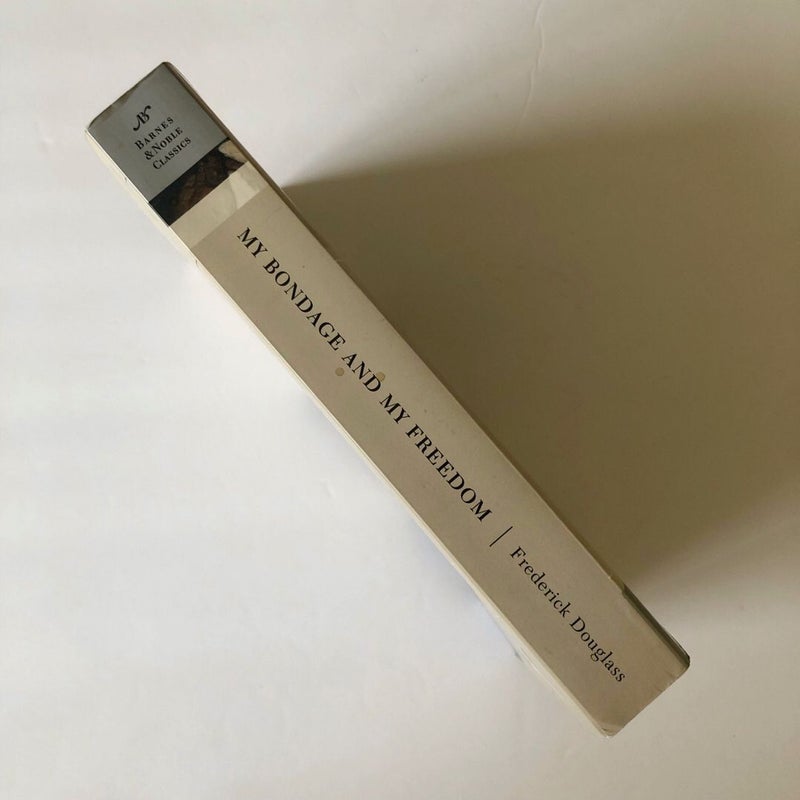 BARNES
& NOBLE
CLASSICS
MY BONDAGE AND MY FREEDOM | Frederick Douglass